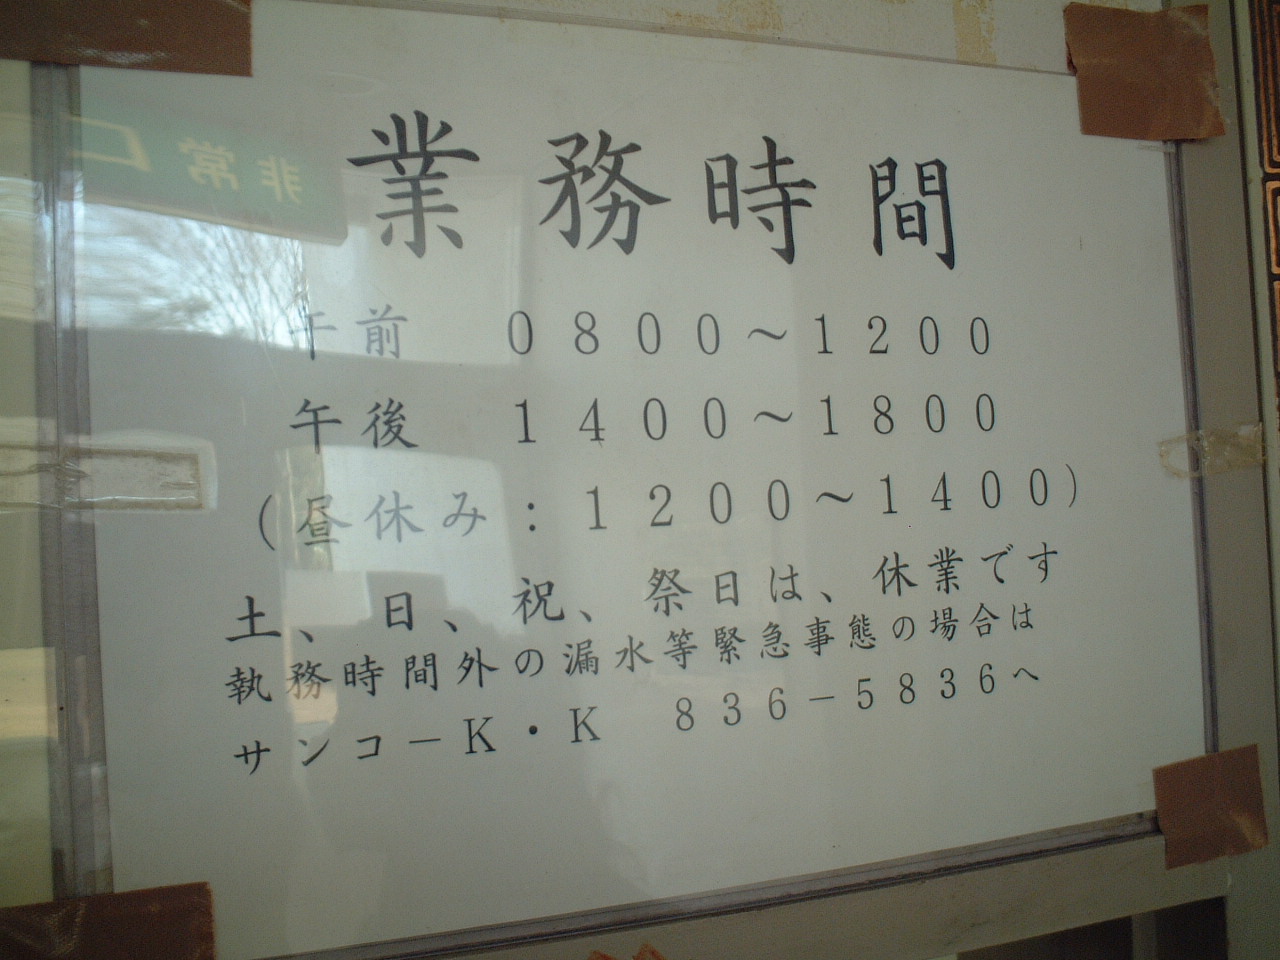 業務時間
午前 0800~1200
午後 1400~1800
(昼休み:1200~1400)
土、日、祝、祭日は、休業です
執務時間外の漏水等緊急事態の場合は
サンコーK・K 836-5836へ
非常口